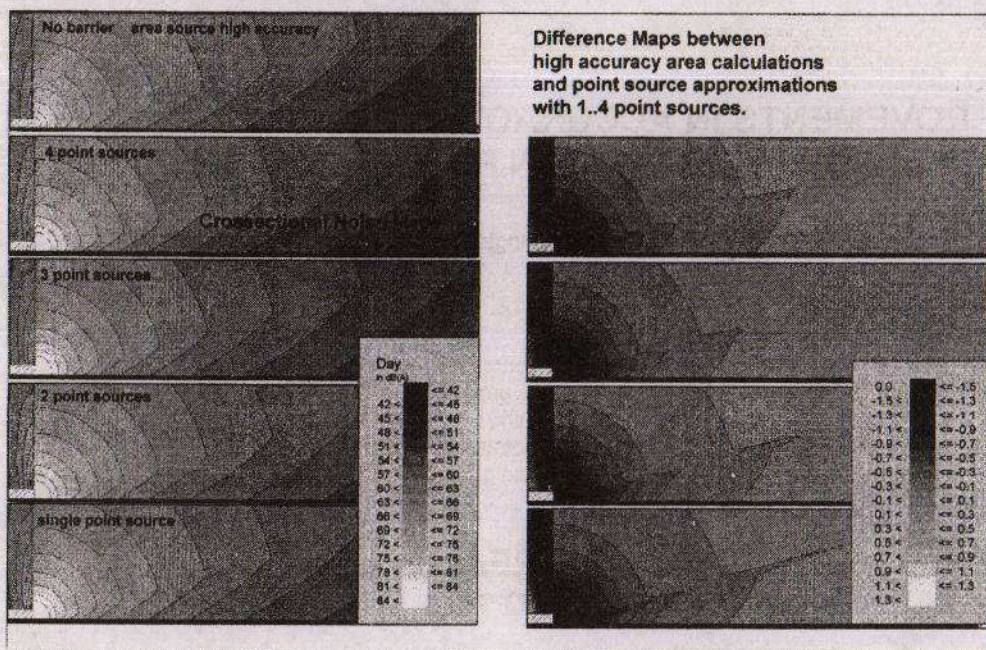 No barrier area source high accuracy
4 point sources
Crossectional Noise
3 point sources
2 point sources
single point source
Day
in dB(A)
<= 42
42 < <= 45
45 < <= 48
48 < <= 51
51 < <= 54
54 < <= 57
57 < <= 60
60 < <= 63
63 < <= 66
66 < <= 69
69 < <= 72
72 < <= 75
75 < <= 78
78 < <= 81
81 < <= 84
84 <
Difference Maps between
high accuracy area calculations
and point source approximations
with 1..4 point sources.
0.0 <= -1.5
-1.5 < <= -1.3
-1.3 < <= -1.1
-1.1 < <= -0.9
-0.9 < <= -0.7
-0.7 < <= -0.5
-0.5 < <= -0.3
-0.3 < <= -0.1
-0.1 < <= 0.1
0.1 < <= 0.3
0.3 < <= 0.5
0.5 < <= 0.7
0.7 < <= 0.9
0.9 < <= 1.1
1.1 < <= 1.3
1.3 <